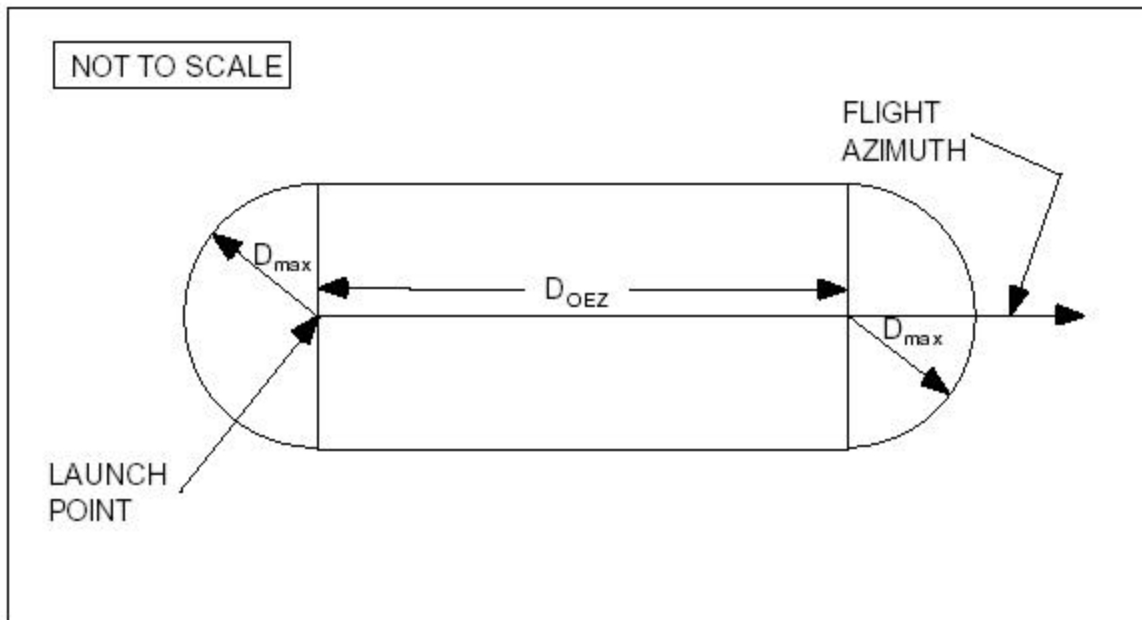 NOT TO SCALE
FLIGHT
AZIMUTH
Dmax
DOEZ
Dmax
LAUNCH
POINT